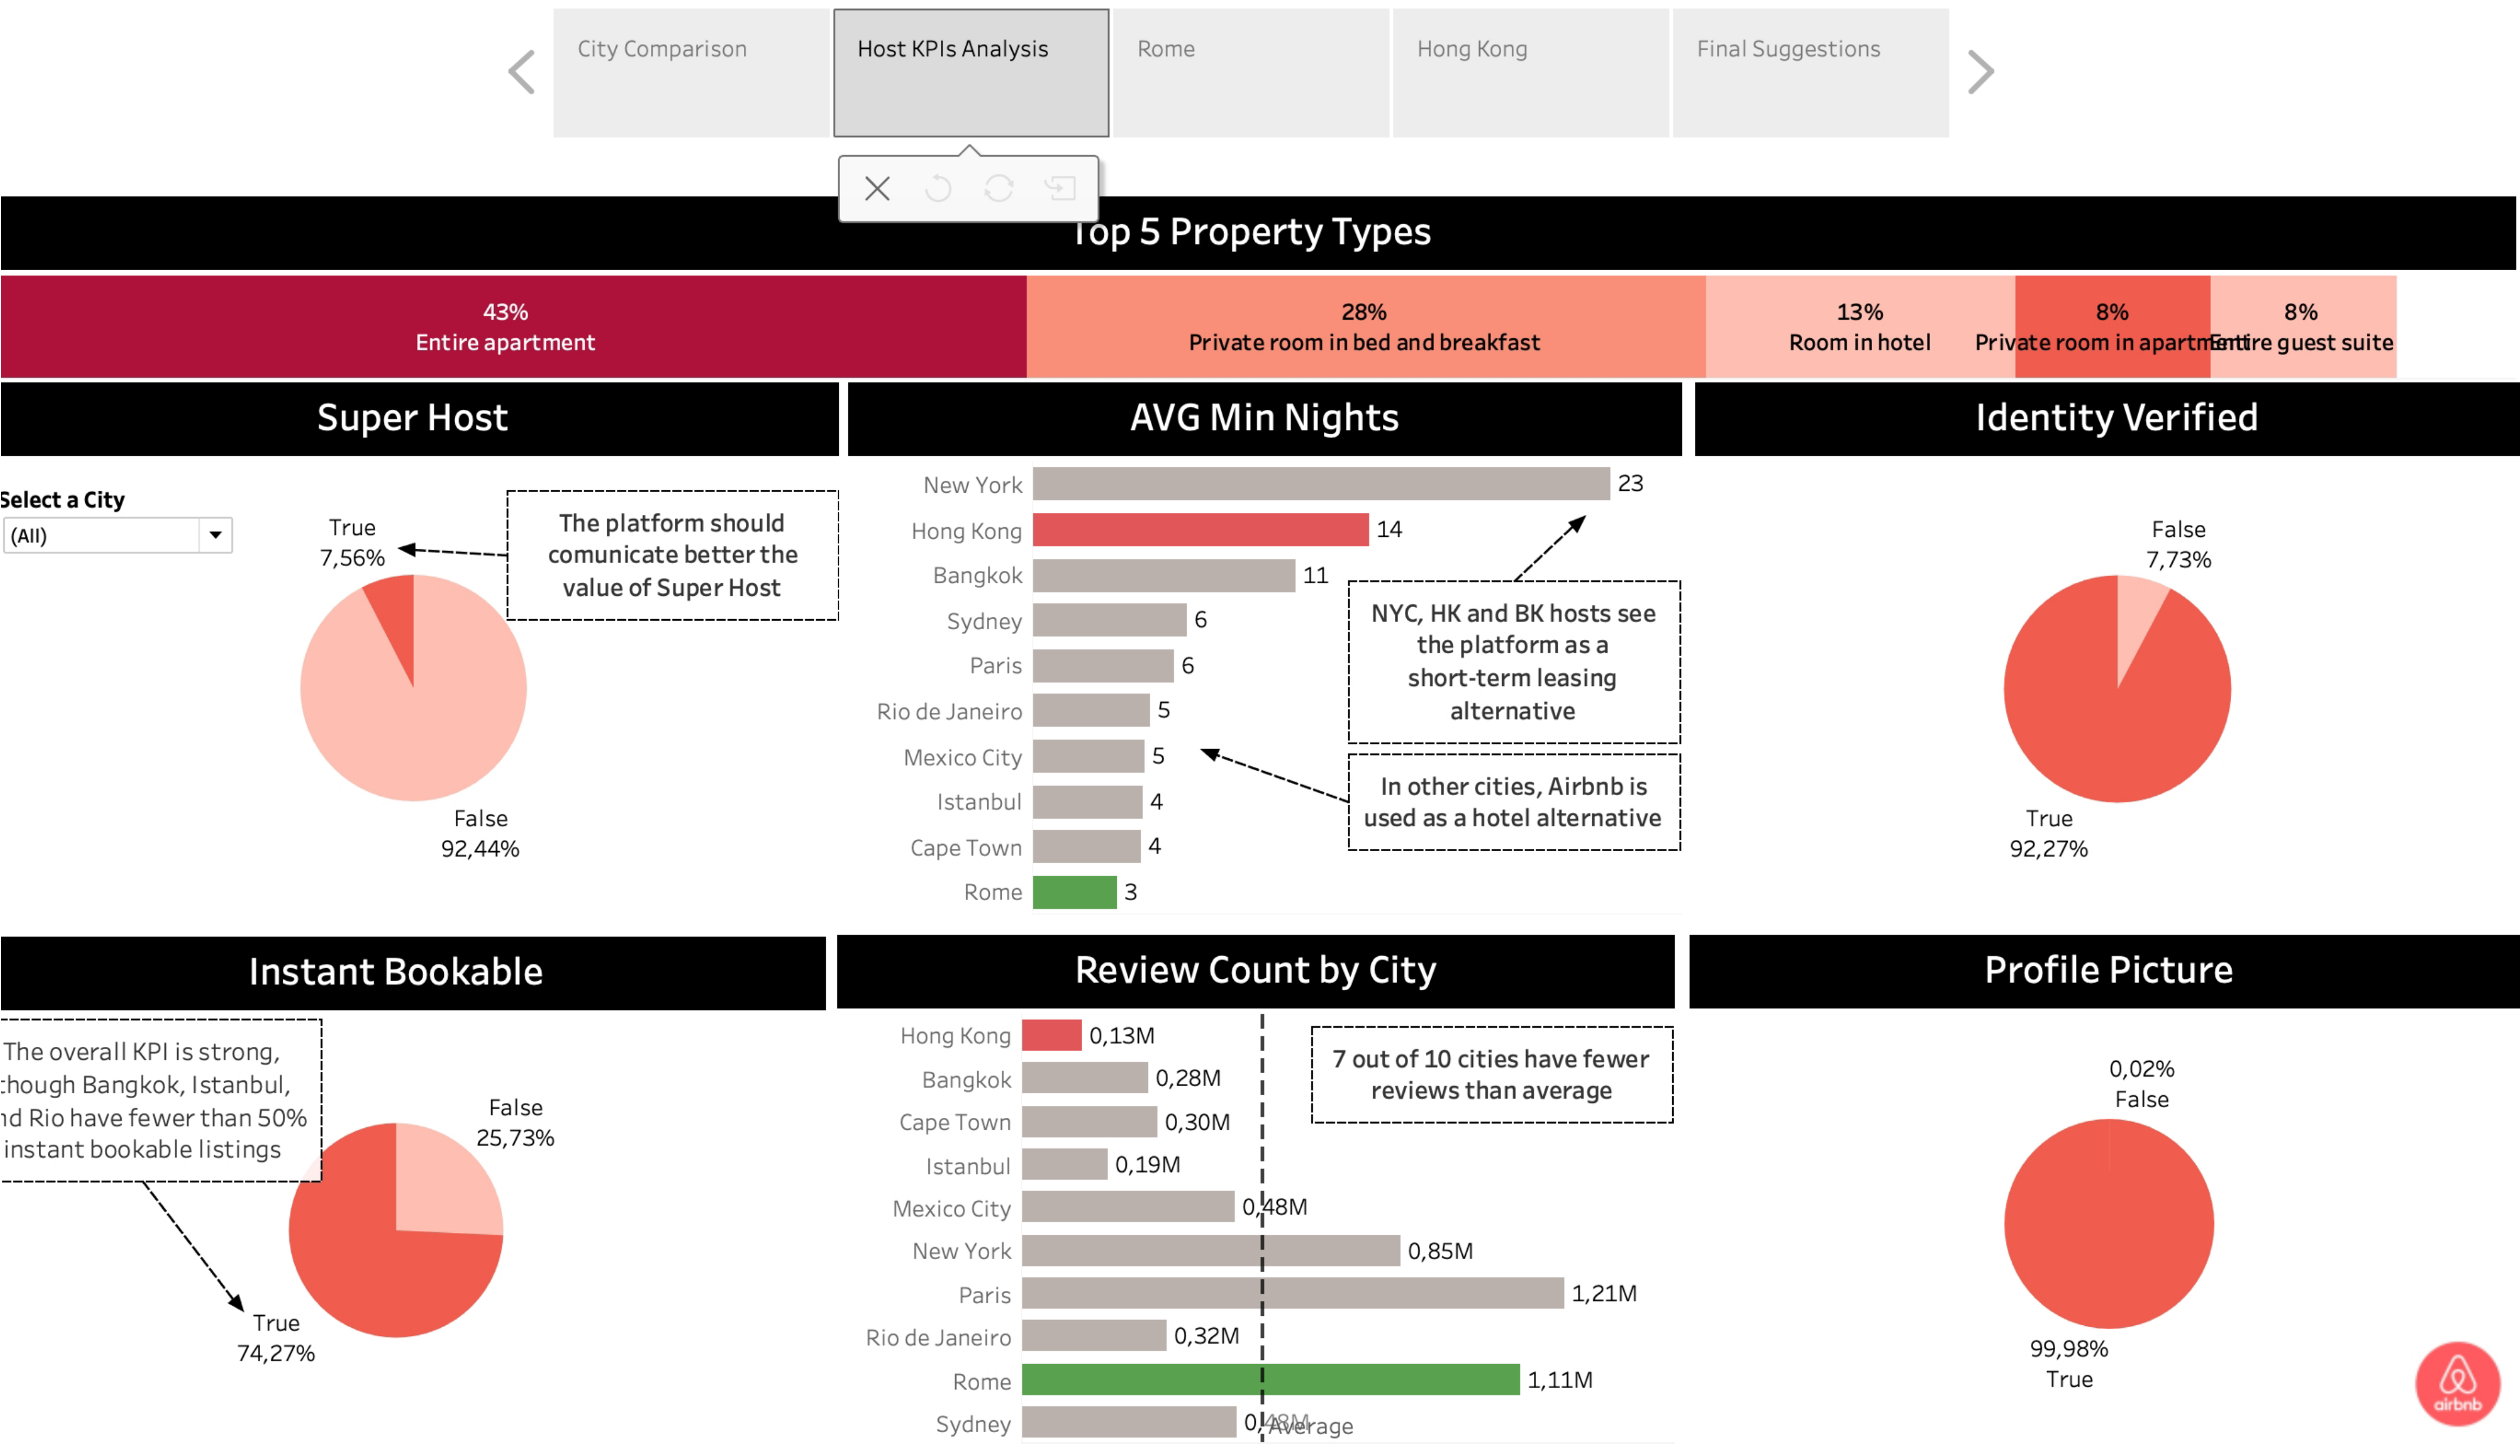 City Comparison
Host KPIs Analysis
Rome
Hong Kong
Final Suggestions
Top 5 Property Types
43%
Entire apartment
28%
Private room in bed and breakfast
13%
Room in hotel
8%
Private room in apartment
8%
Entire guest suite
Super Host
Select a City
(All)
True
7,56%
The platform should
comunicate better the
value of Super Host
False
92,44%
AVG Min Nights
New York 23
Hong Kong 14
Bangkok 11
Sydney 6
Paris 6
Rio de Janeiro 5
Mexico City 5
Istanbul 4
Cape Town 4
Rome 3
NYC, HK and BK hosts see
the platform as a
short-term leasing
alternative
In other cities, Airbnb is
used as a hotel alternative
Identity Verified
False
7,73%
True
92,27%
Instant Bookable
The overall KPI is strong,
though Bangkok, Istanbul,
nd Rio have fewer than 50%
instant bookable listings
False
25,73%
True
74,27%
Review Count by City
Hong Kong 0,13M
Bangkok 0,28M
Cape Town 0,30M
Istanbul 0,19M
Mexico City 0,48M
New York 0,85M
Paris 1,21M
Rio de Janeiro 0,32M
Rome 1,11M
Sydney 0,48M
Average
7 out of 10 cities have fewer
reviews than average
Profile Picture
0,02%
False
99,98%
True
airbnb